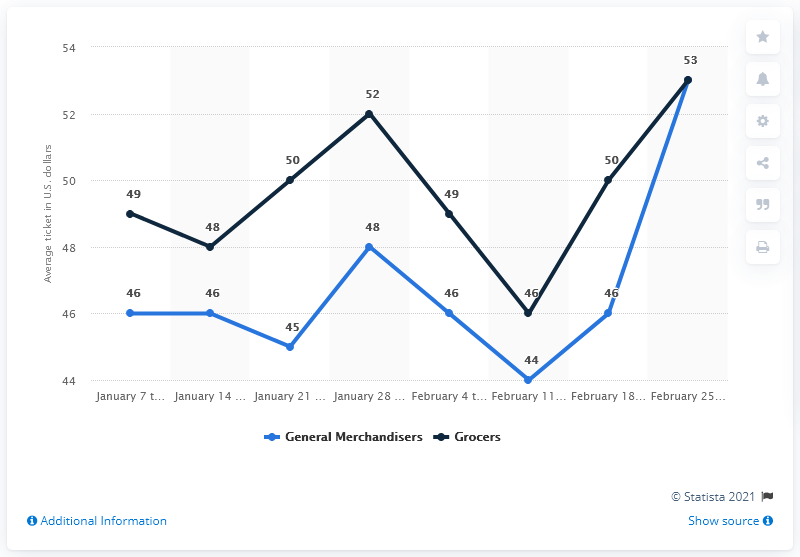 54
52
50
48
46
44
Average ticket in U.S. dollars
49 48 50 52 49 46 50 53
46 46 45 48 46 44 46
January 7 t... January 14 ... January 21 ... January 28 ... February 4 t... February 11... February 18... February 25...
General Merchandisers Grocers
© Statista 2021
Additional Information Show source